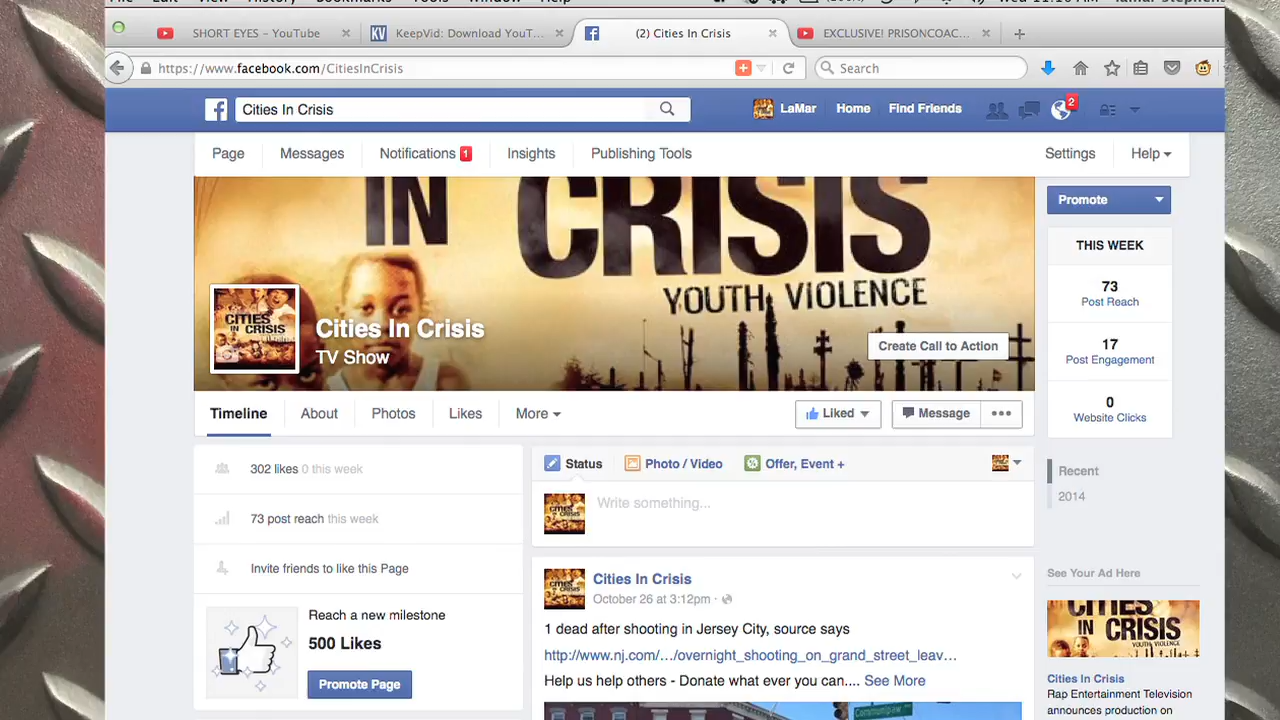 History
Tools
Help
SHORT EYES - YouTube
KeepVid: Download YouT...
(2) Cities In Crisis
EXCLUSIVE! PRISONCOAC...
https://www.facebook.com/CitiesInCrisis
Search
Cities In Crisis
LaMar Home Find Friends 2
Page Messages Notifications 1 Insights Publishing Tools Settings Help
IN CRISIS
YOUTH VIOLENCE
CITIES
IN CRISIS
Cities In Crisis
TV Show
Create Call to Action
Promote
THIS WEEK
73
Post Reach
17
Post Engagement
0
Website Clicks
Timeline About Photos Likes More Liked Message
302 likes 0 this week
73 post reach this week
Invite friends to like this Page
Reach a new milestone
500 Likes
Promote Page
Status Photo / Video Offer, Event +
Write something...
Cities In Crisis
October 26 at 3:12pm ·
1 dead after shooting in Jersey City, source says
http://www.nj.com/.../overnight_shooting_on_grand_street_leav...
Help us help others - Donate what ever you can.... See More
Communipaw
Recent
2014
See Your Ad Here
CITIES
IN CRISIS
Cities In Crisis
Rap Entertainment Television
announces production on